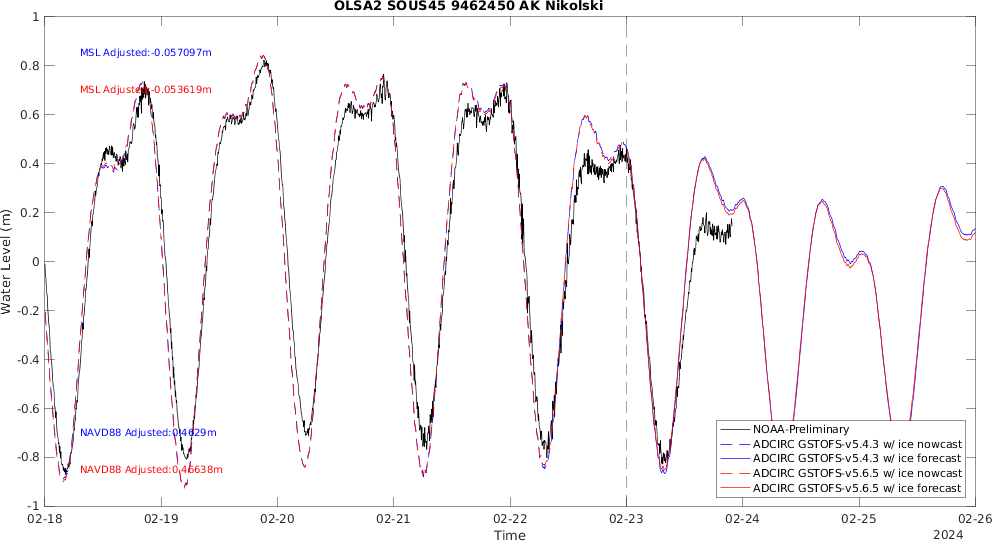 OLSA2 SOUS45 9462450 AK Nikolski
1
0.8
0.6
0.4
0.2
0
-0.2
-0.4
-0.6
-0.8
-1
Water Level (m)
MSL Adjusted:-0.057097m
MSL Adjusted:-0.053619m
NAVD88 Adjusted:0.4629m
NAVD88 Adjusted:0.46638m
NOAA-Preliminary
ADCIRC GSTOFS-v5.4.3 w/ ice nowcast
ADCIRC GSTOFS-v5.4.3 w/ ice forecast
ADCIRC GSTOFS-v5.6.5 w/ ice nowcast
ADCIRC GSTOFS-v5.6.5 w/ ice forecast
02-18 02-19 02-20 02-21 02-22 02-23 02-24 02-25 02-26
Time
2024